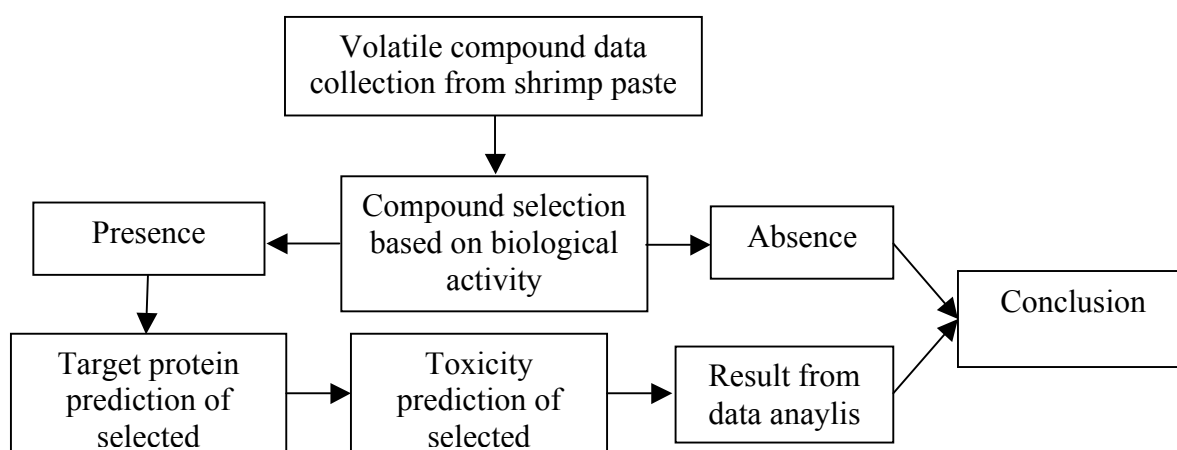 Volatile compound data
collection from shrimp paste
Compound selection
based on biological
activity
Presence
Absence
Conclusion
Target protein
prediction of
selected
Toxicity
prediction of
selected
Result from
data anaylis